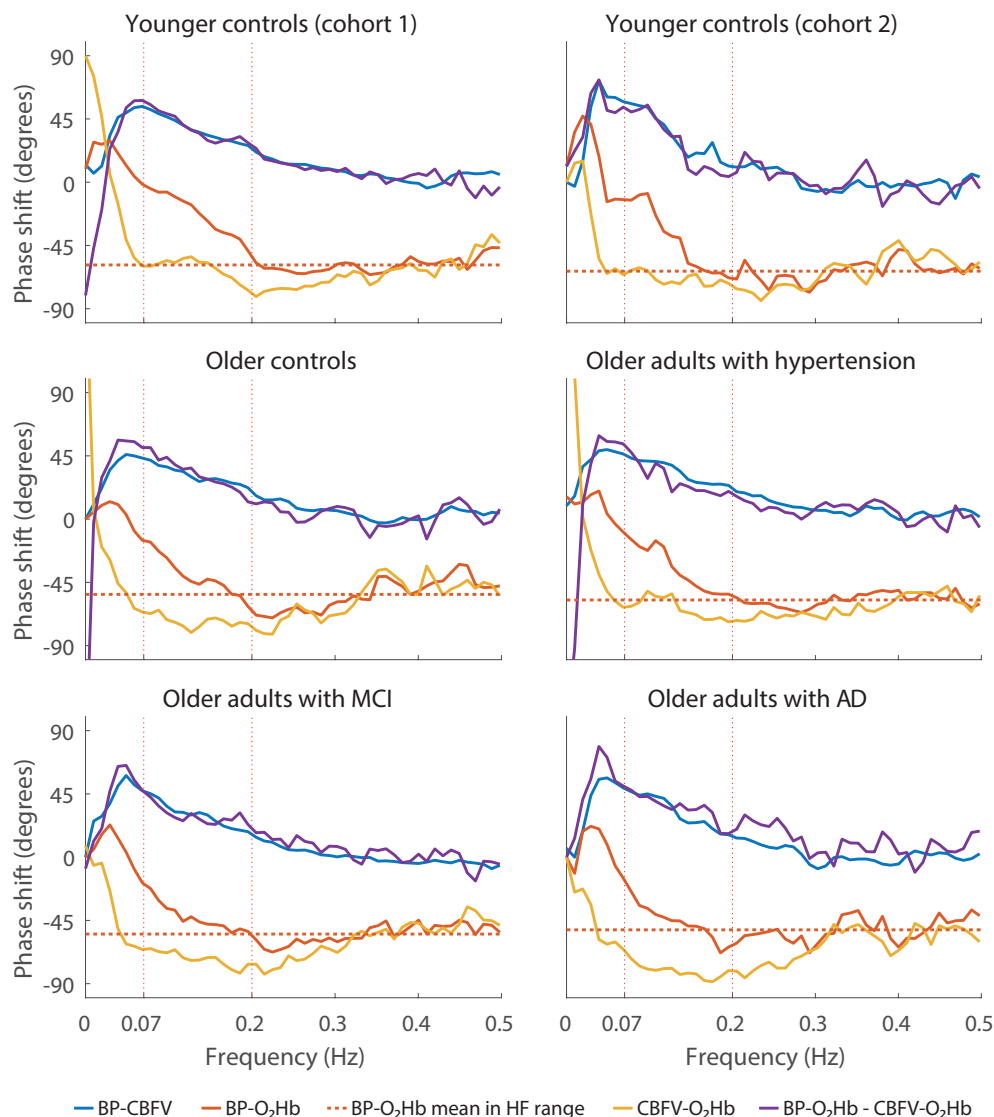 Younger controls (cohort 1)
Younger controls (cohort 2)
Phase shift (degrees)
90
45
0
-45
-90
Older controls
Older adults with hypertension
Phase shift (degrees)
90
45
0
-45
-90
Older adults with MCI
Older adults with AD
Phase shift (degrees)
90
45
0
-45
-90
0 0.07 0.2 0.3 0.4 0.5
0 0.07 0.2 0.3 0.4 0.5
Frequency (Hz)
Frequency (Hz)
BP-CBFV BP-O₂Hb BP-O₂Hb mean in HF range CBFV-O₂Hb BP-O₂Hb - CBFV-O₂Hb